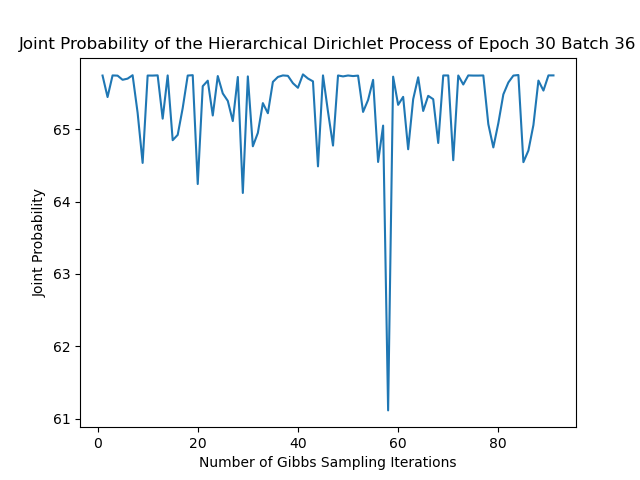 Joint Probability of the Hierarchical Dirichlet Process of Epoch 30 Batch 36
Joint Probability
65
64
63
62
61
0 20 40 60 80
Number of Gibbs Sampling Iterations